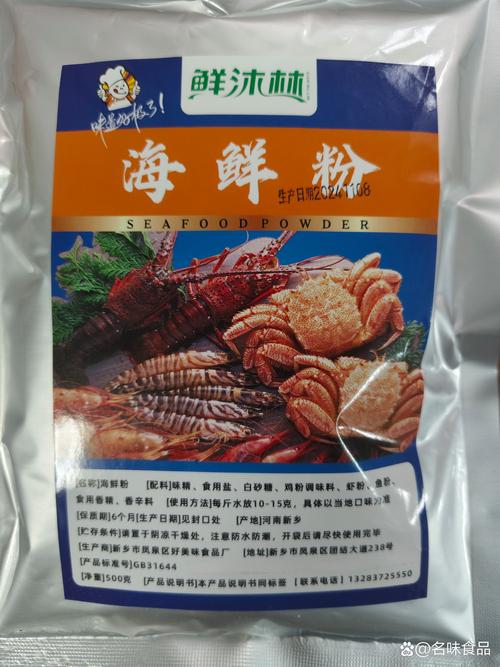 鲜沐林
味道好极了!
海鲜粉
生产日期20241108
SEAFOOD POWDER
[名称]海鲜粉 [配料]味精、食用盐、白砂糖、鸡粉调味料、虾粉、鱼粉、
食用香精、香辛料 [使用方法]每斤水放10-15克，具体以当地口味为准
[保质期]6个月[生产日期]见封口处 [产地]河南新乡
[贮存条件]请置于阴凉干燥处，注意防水防潮，开袋后请尽快使用完毕
[生产商]新乡市凤泉区好美味食品厂 [地址]新乡市凤泉区团结大道238号
[产品标准号]GB31644
[净重]500克 [产品说明书]本产品说明书同标签 [联系电话]13283725550
@名味食品